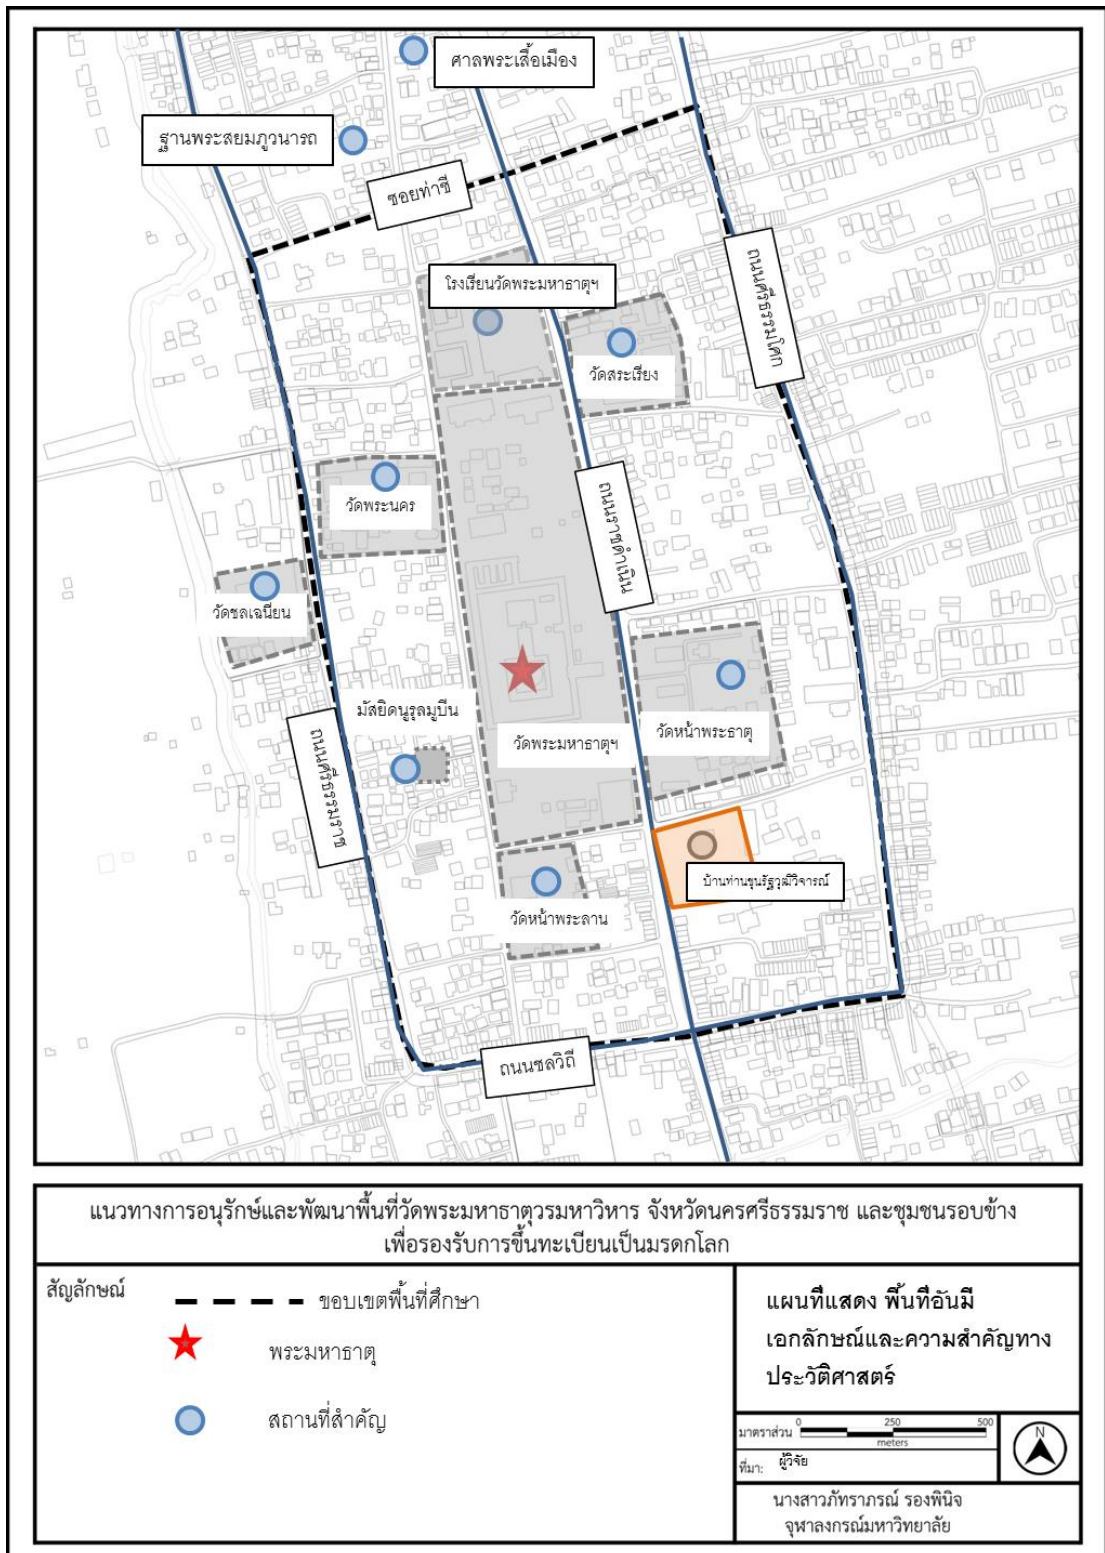 ศาลพระเสื้อเมือง
ฐานพระสยมภูวนารถ
ซอยท่าชี
ถนนศรีธรรมโศก
โรงเรียนวัดพระมหาธาตุฯ
วัดสระเรียง
วัดพระนคร
ถนนราชดำเนิน
วัดชลเฉนียน
มัสยิดนูรุลมูบีน
วัดพระมหาธาตุฯ
วัดหน้าพระธาตุ
ถนนศรีธรรมราช
บ้านท่านขุนรัฐวุฒิวิจารณ์
วัดหน้าพระลาน
ถนนชลวิถี
แนวทางการอนุรักษ์และพัฒนาพื้นที่วัดพระมหาธาตุวรมหาวิหาร จังหวัดนครศรีธรรมราช และชุมชนรอบข้าง
เพื่อรองรับการขึ้นทะเบียนเป็นมรดกโลก
สัญลักษณ์
ขอบเขตพื้นที่ศึกษา
พระมหาธาตุ
สถานที่สำคัญ
แผนที่แสดง พื้นที่อันมี
เอกลักษณ์และความสำคัญทาง
ประวัติศาสตร์
มาตราส่วน 0 250 500
meters
N
ที่มา: ผู้วิจัย
นางสาวภัทราภรณ์ รองพินิจ
จุฬาลงกรณ์มหาวิทยาลัย